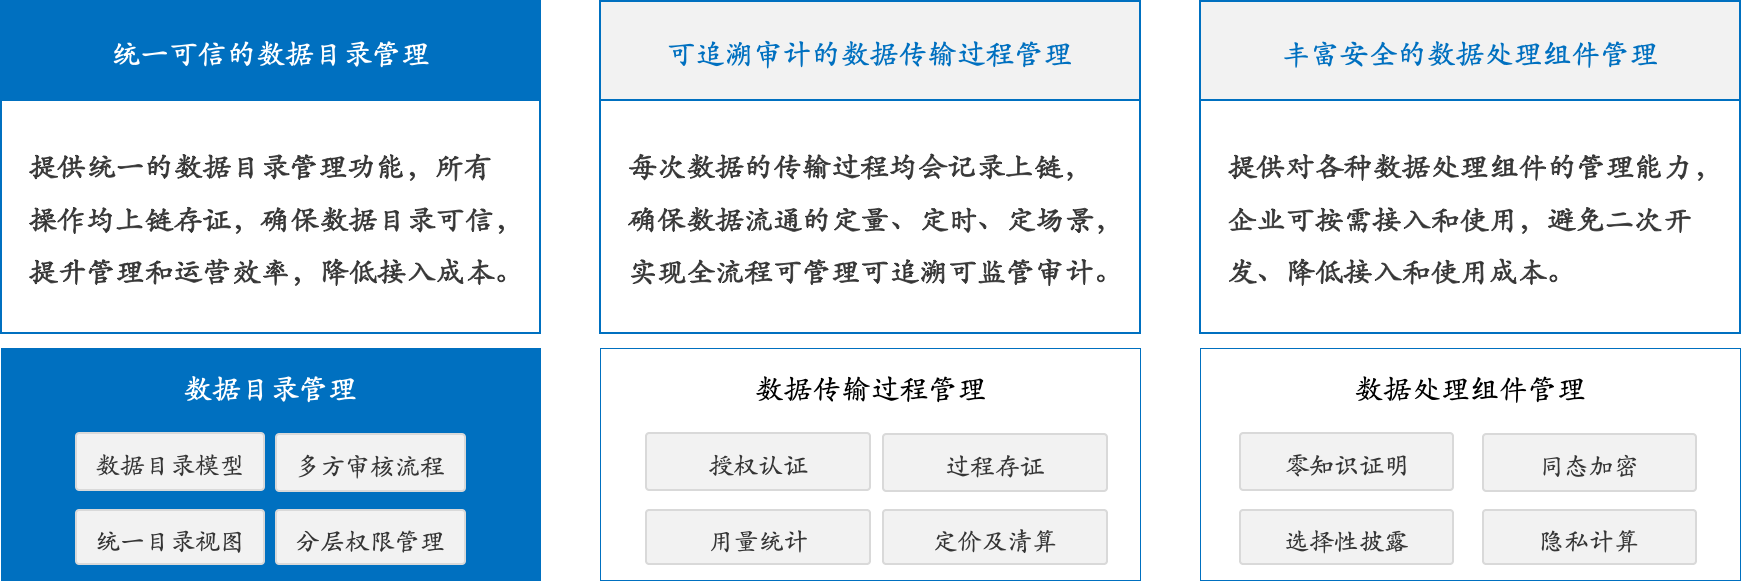 统一可信的数据目录管理
提供统一的数据目录管理功能，所有
操作均上链存证，确保数据目录可信，
提升管理和运营效率，降低接入成本。
可追溯审计的数据传输过程管理
每次数据的传输过程均会记录上链，
确保数据流通的定量、定时、定场景，
实现全流程可管理可追溯可监管审计。
丰富安全的数据处理组件管理
提供对各种数据处理组件的管理能力，
企业可按需接入和使用，避免二次开
发、降低接入和使用成本。
数据目录管理
数据目录模型
多方审核流程
统一目录视图
分层权限管理
数据传输过程管理
授权认证
过程存证
用量统计
定价及清算
数据处理组件管理
零知识证明
同态加密
选择性披露
隐私计算